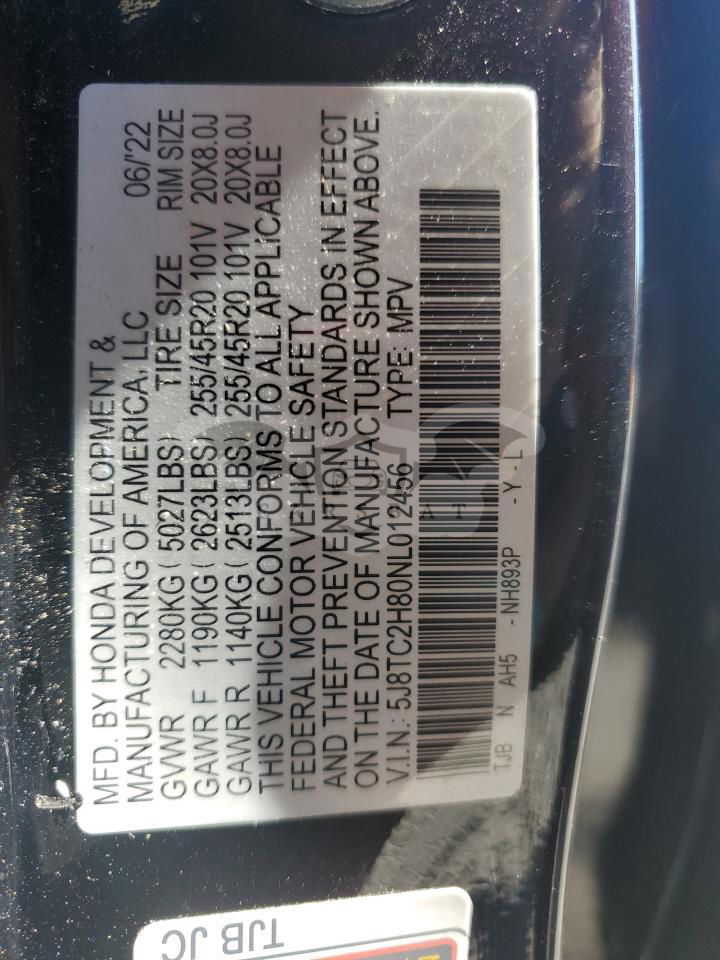 MFD. BY HONDA DEVELOPMENT &
MANUFACTURING OF AMERICA, LLC 06/'22
GVWR 2280KG ( 5027LBS) TIRE SIZE RIM SIZE
GAWR F 1190KG ( 2623LBS) 255/45R20 101V 20X8.0J
GAWR R 1140KG ( 2513LBS) 255/45R20 101V 20X8.0J
THIS VEHICLE CONFORMS TO ALL APPLICABLE
FEDERAL MOTOR VEHICLE SAFETY
AND THEFT PREVENTION STANDARDS IN EFFECT
ON THE DATE OF MANUFACTURE SHOWN ABOVE.
V.I.N.: 5J8TC2H80NL012456 TYPE: MPV
TJB N AH5 - NH893P - Y - L
TJB JC